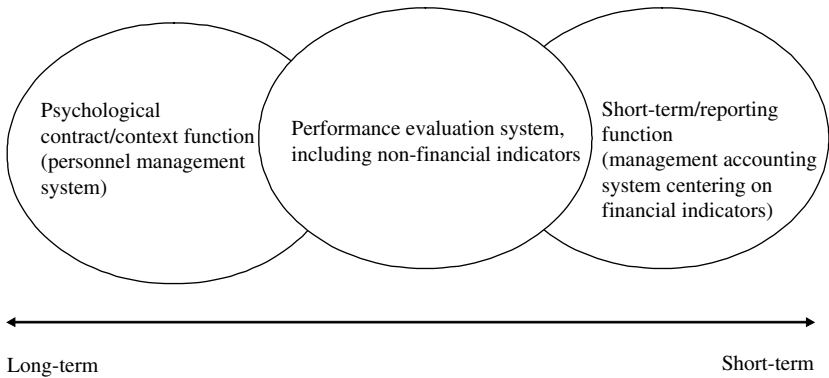 Psychological
contract/context function
(personnel management
system)
Performance evaluation system,
including non-financial indicators
Short-term/reporting
function
(management accounting
system centering on
financial indicators)
Long-term
Short-term